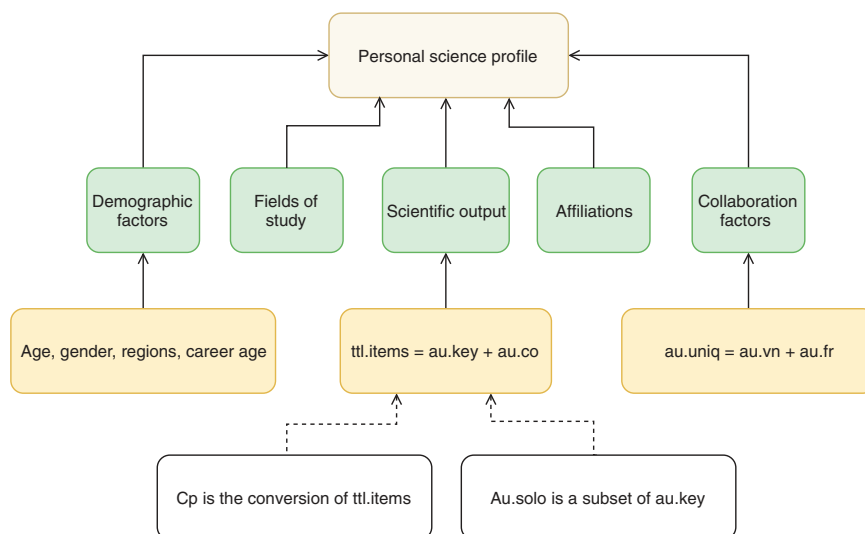 Personal science profile
Demographic
factors
Fields of
study
Scientific output
Affiliations
Collaboration
factors
Age, gender, regions, career age
ttl.items = au.key + au.co
au.uniq = au.vn + au.fr
Cp is the conversion of ttl.items
Au.solo is a subset of au.key